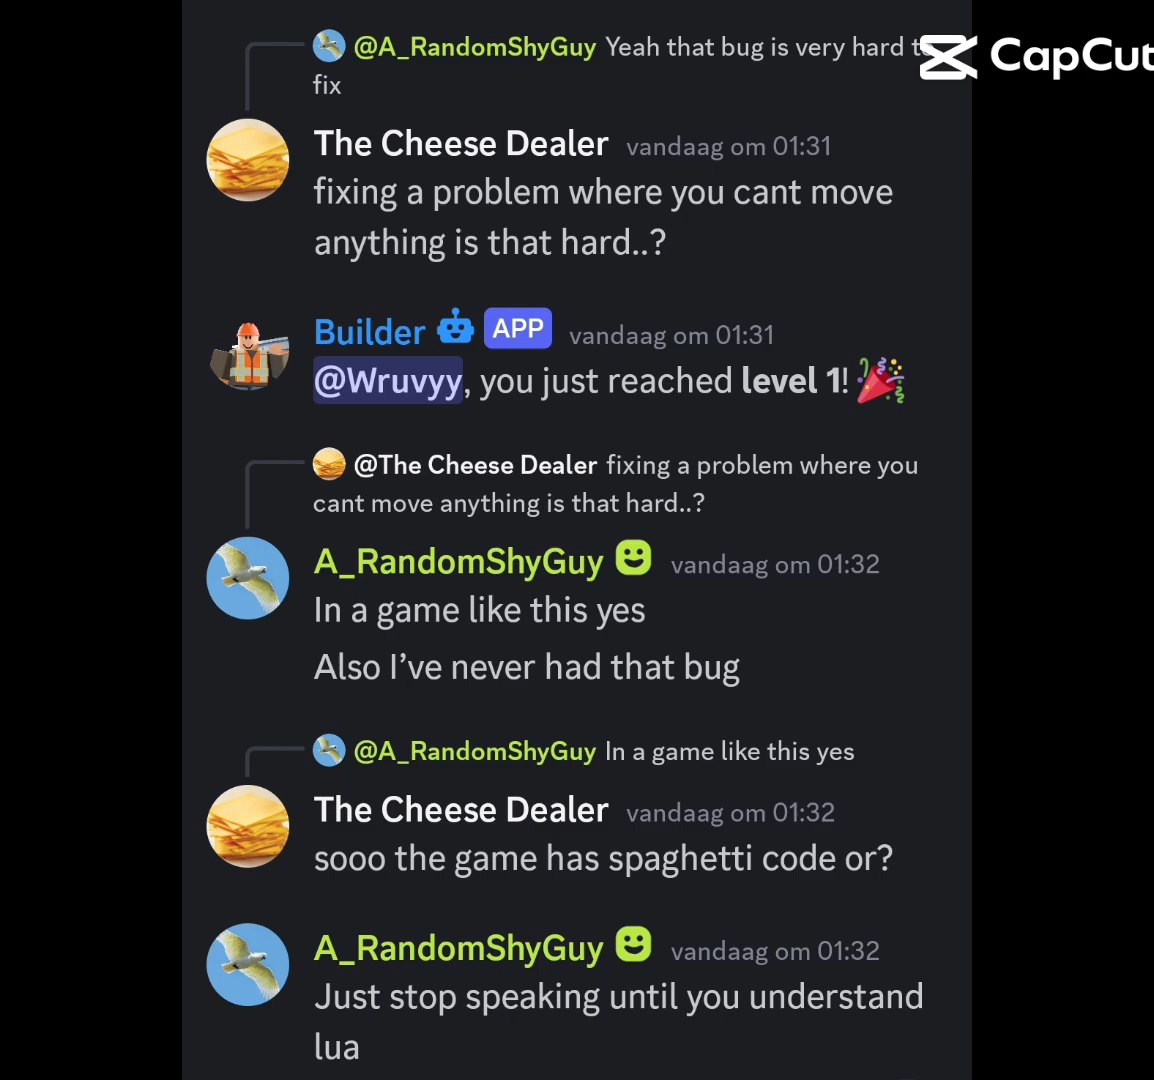 @A_RandomShyGuy Yeah that bug is very hard to
fix
CapCut
The Cheese Dealer vandaag om 01:31
fixing a problem where you cant move
anything is that hard..?
Builder APP vandaag om 01:31
@Wruvyy, you just reached level 1!
@The Cheese Dealer fixing a problem where you
cant move anything is that hard..?
A_RandomShyGuy vandaag om 01:32
In a game like this yes
Also I’ve never had that bug
@A_RandomShyGuy In a game like this yes
The Cheese Dealer vandaag om 01:32
sooo the game has spaghetti code or?
A_RandomShyGuy vandaag om 01:32
Just stop speaking until you understand
lua